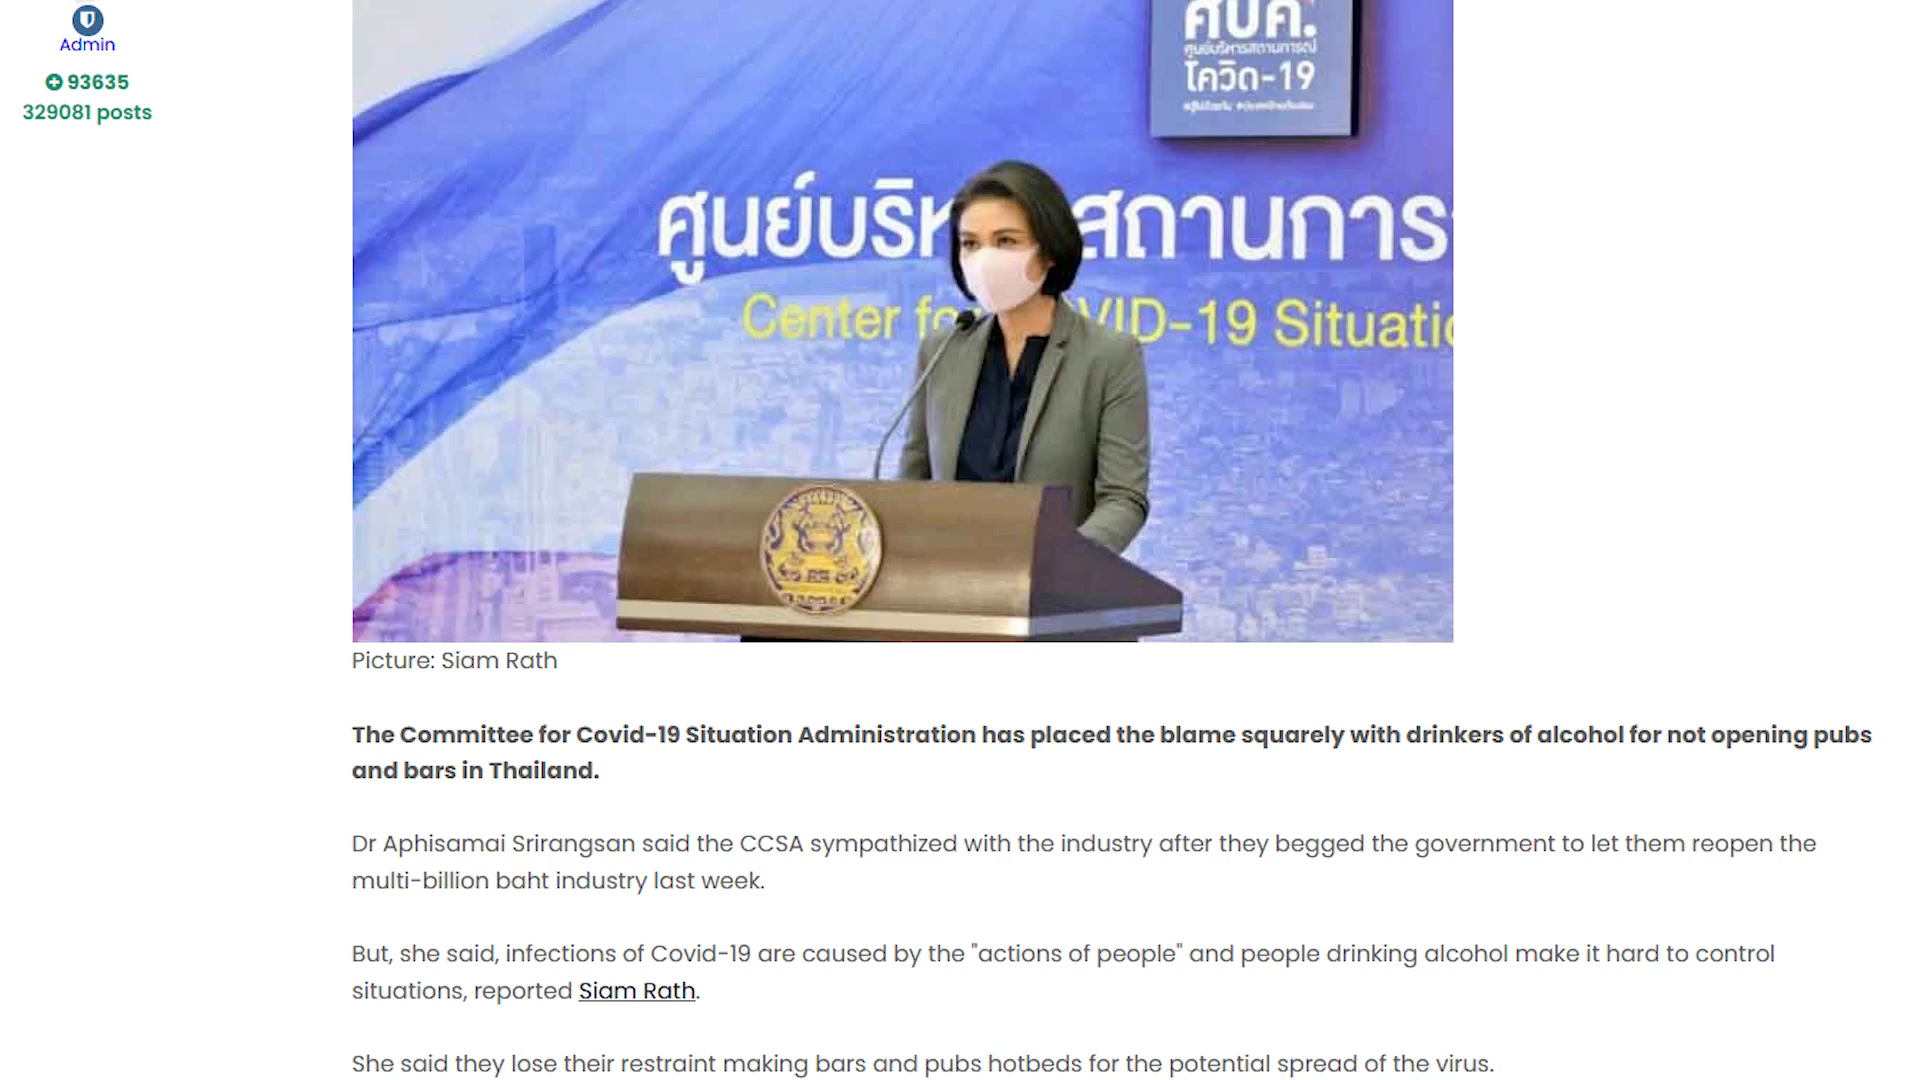 Admin
93635
329081 posts
ศบค.
ศูนย์บริหารสถานการณ์
โควิด-19
ศูนย์บริหารสถานการ
Center for COVID-19 Situatio
Picture: Siam Rath
The Committee for Covid-19 Situation Administration has placed the blame squarely with drinkers of alcohol for not opening pubs
and bars in Thailand.
Dr Aphisamai Srirangsan said the CCSA sympathized with the industry after they begged the government to let them reopen the
multi-billion baht industry last week.
But, she said, infections of Covid-19 are caused by the "actions of people" and people drinking alcohol make it hard to control
situations, reported Siam Rath.
She said they lose their restraint making bars and pubs hotbeds for the potential spread of the virus.